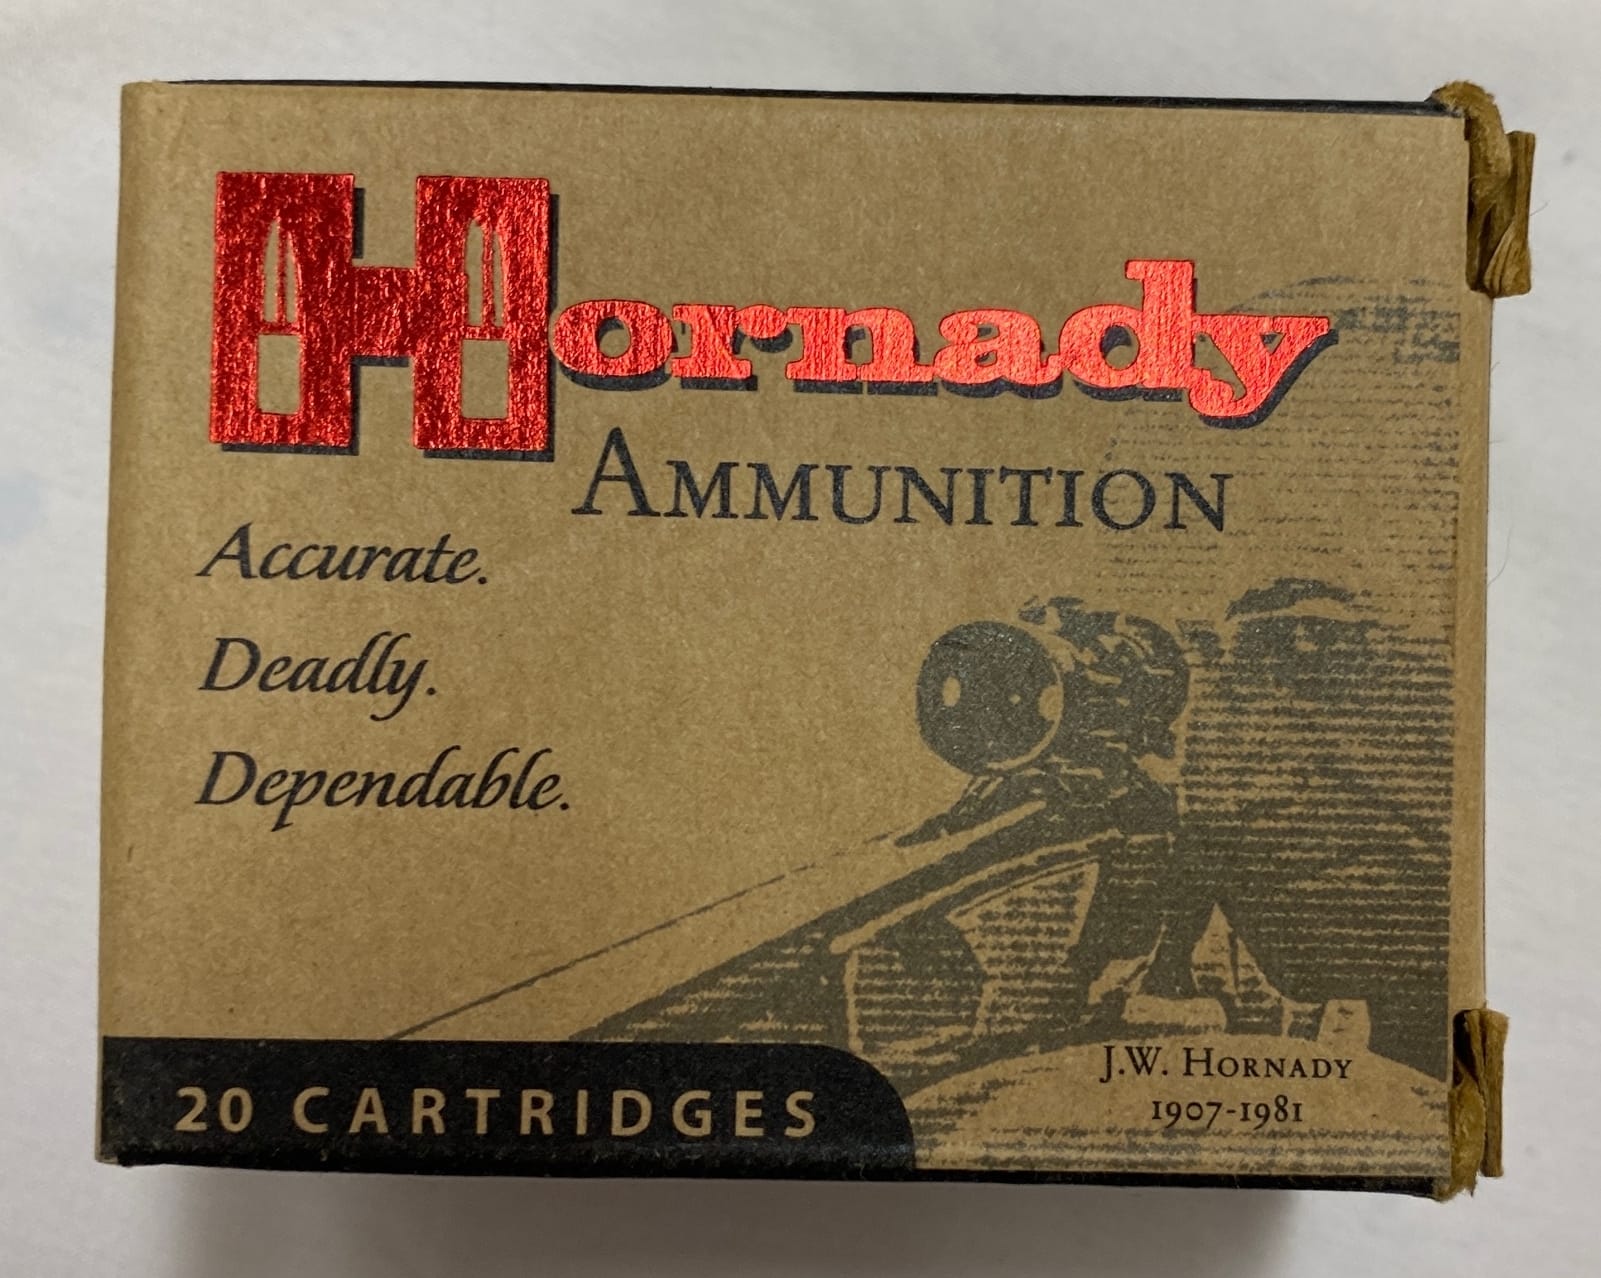 Hornady
AMMUNITION
Accurate.
Deadly.
Dependable.
20 CARTRIDGES
J.W. HORNADY
1907-1981